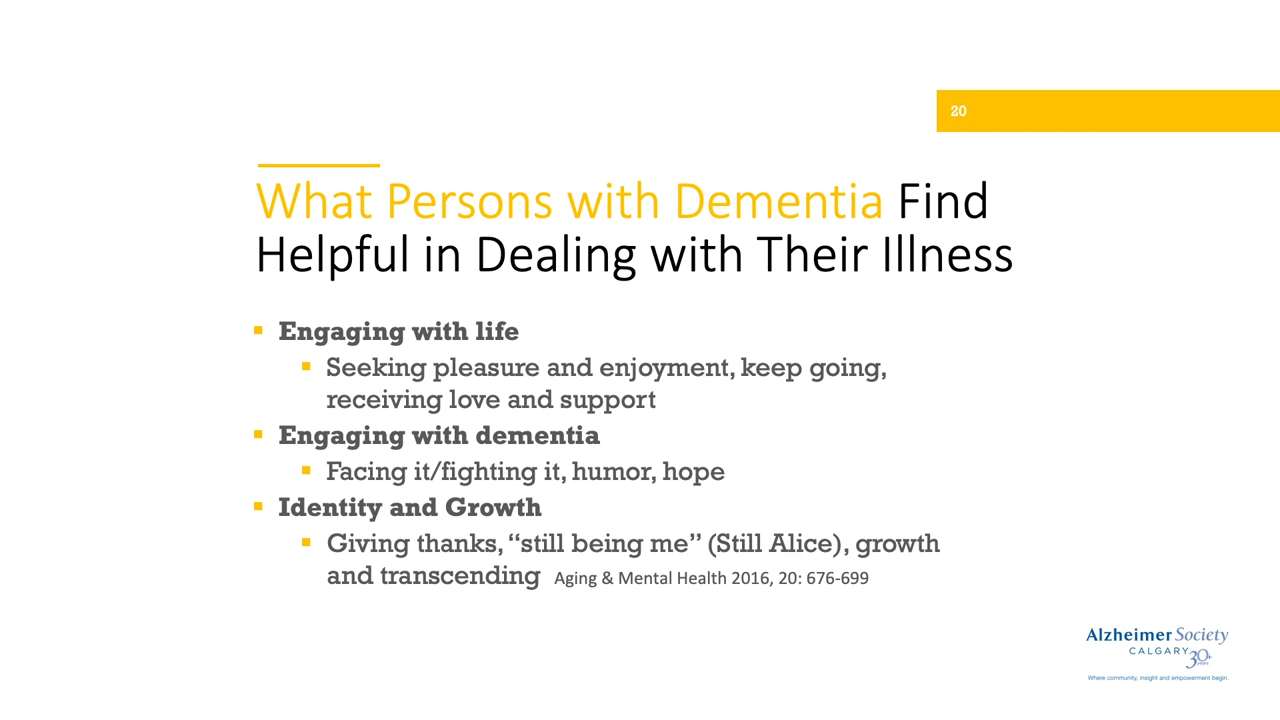 20
What Persons with Dementia Find
Helpful in Dealing with Their Illness
▪ Engaging with life
▪ Seeking pleasure and enjoyment, keep going,
receiving love and support
▪ Engaging with dementia
▪ Facing it/fighting it, humor, hope
▪ Identity and Growth
▪ Giving thanks, “still being me” (Still Alice), growth
and transcending Aging & Mental Health 2016, 20: 676-699
Alzheimer Society
CALGARY 30+
years
Where community, insight and empowerment begin.